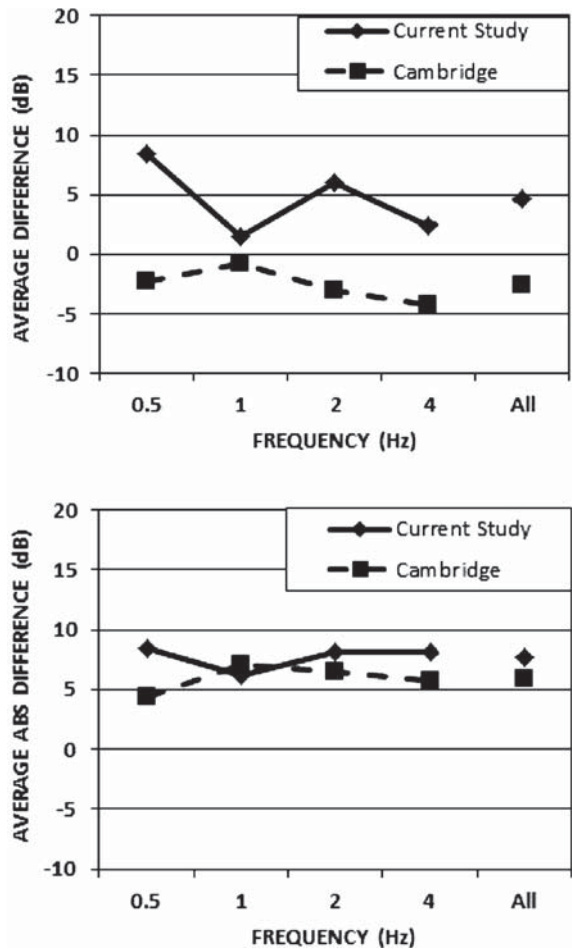 20
15
10
5
0
-5
-10
AVERAGE DIFFERENCE (dB)
Current Study
Cambridge
0.5 1 2 4 All
FREQUENCY (Hz)
20
15
10
5
0
-5
-10
AVERAGE ABS DIFFERENCE (dB)
Current Study
Cambridge
0.5 1 2 4 All
FREQUENCY (Hz)